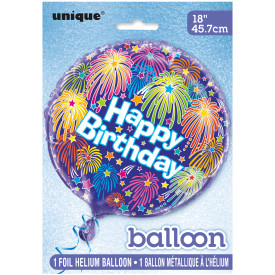 unique®
18"
45.7cm
Happy
Birthday
balloon
1 FOIL HELIUM BALLOON • 1 BALLON MÉTALLIQUE À L'HÉLIUM